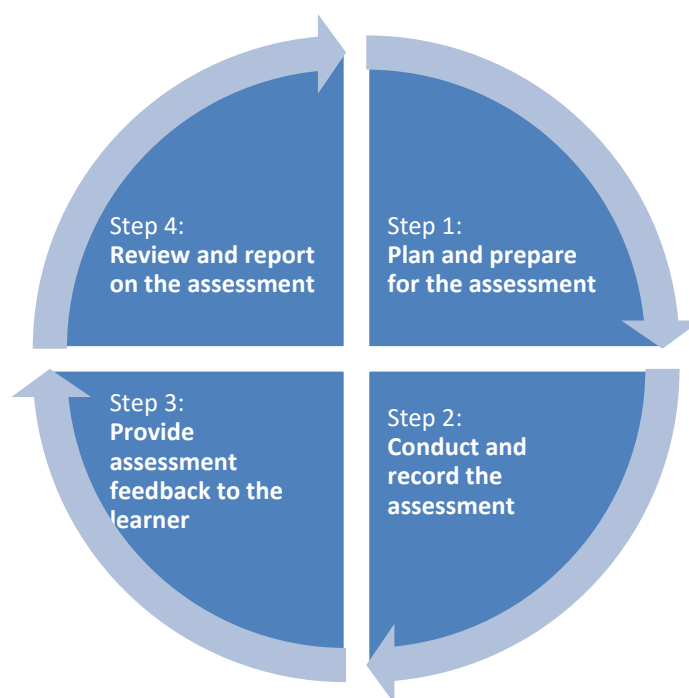 Step 4:
Review and report
on the assessment
Step 1:
Plan and prepare
for the assessment
Step 3:
Provide
assessment
feedback to the
learner
Step 2:
Conduct and
record the
assessment